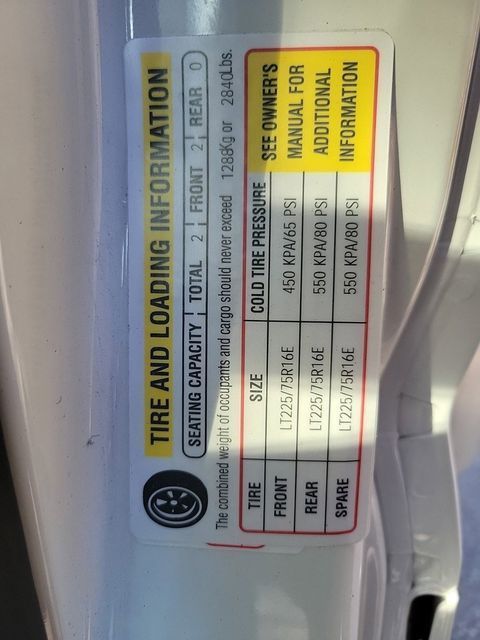 TIRE AND LOADING INFORMATION
SEATING CAPACITY TOTAL 2 FRONT 2 REAR 0
The combined weight of occupants and cargo should never exceed 1288Kg or 2840Lbs.
TIRE SIZE COLD TIRE PRESSURE SEE OWNER'S
FRONT LT225/75R16E 450 KPA/65 PSI MANUAL FOR
REAR LT225/75R16E 550 KPA/80 PSI ADDITIONAL
SPARE LT225/75R16E 550 KPA/80 PSI INFORMATION